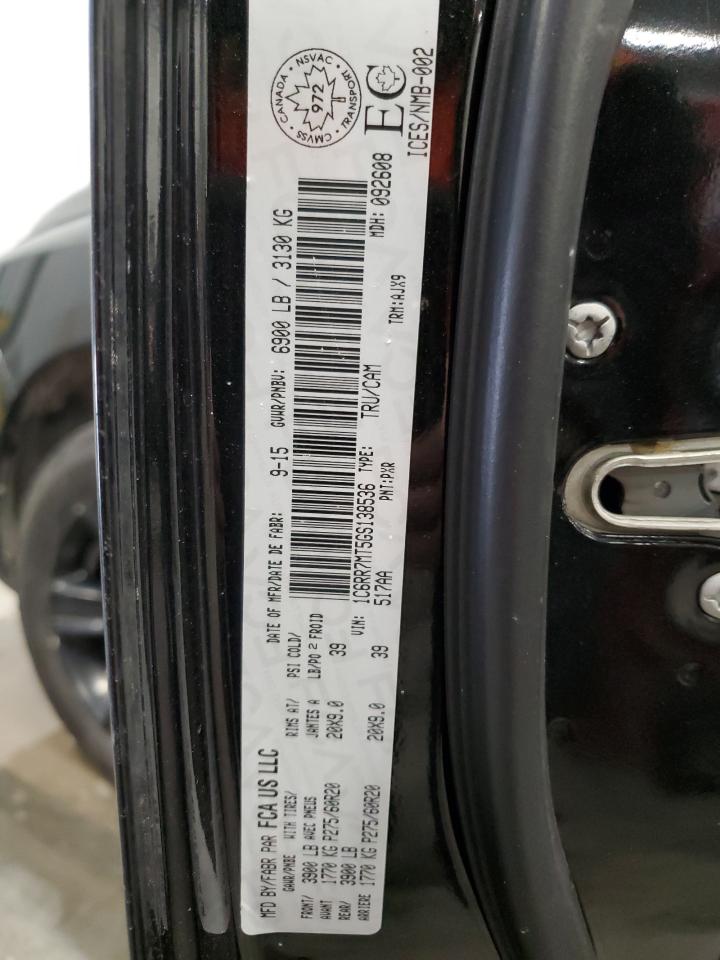 MFD BY/FABR PAR FCA US LLC
DATE OF MFR/DATE DE FABR: 9-15 GVWR/PNBV: 6900 LB / 3130 KG
GAWR/PNBE WITH TIRES/ RIMS AT/ PSI COLD/
FRONT/ 3900 LB AVEC PNEUS JANTES A LB/PO 2 FROID
AVANT 1770 KG P275/60R20 20X9.0 39
REAR/ 3900 LB
ARRIERE 1770 KG P275/60R20 20X9.0 39
VIN: 1C6RR7MT5GS138536 TYPE: TRU/CAM
517AA PNT:PXR TRM:AJX9
MDH: 092608
CANADA · NSVAC · TRANSPORT · CMVSS
972
EC
ICES/NMB-002